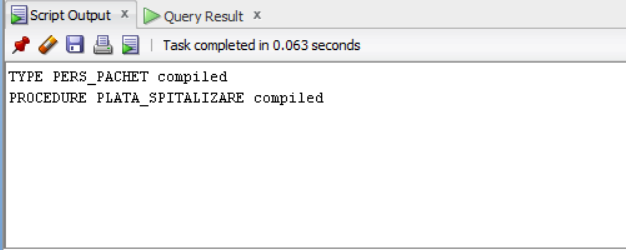 Script Output x Query Result x
Task completed in 0.063 seconds
TYPE PERS_PACHET compiled
PROCEDURE PLATA_SPITALIZARE compiled